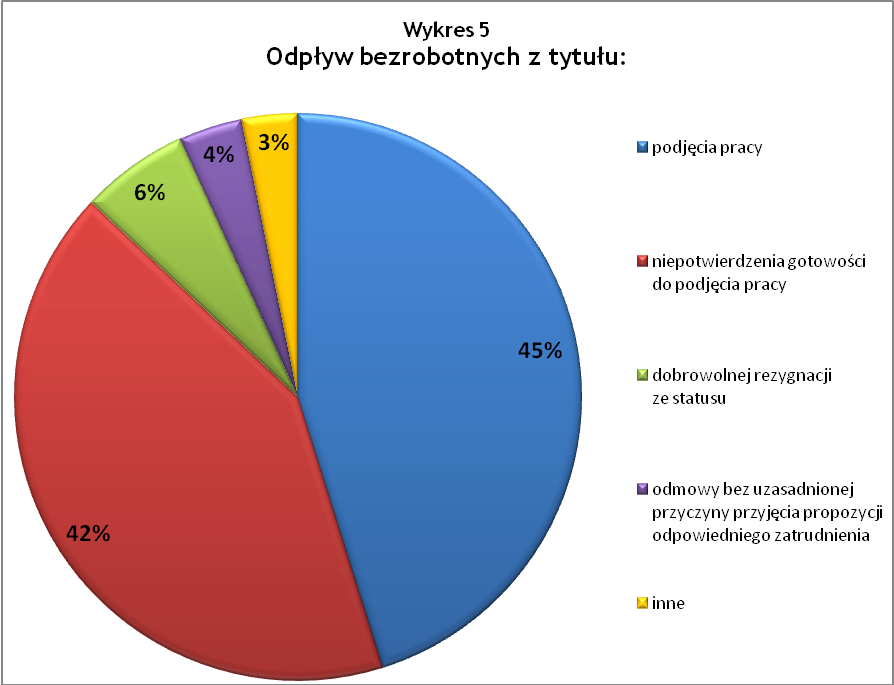 Wykres 5
Odpływ bezrobotnych z tytułu:
3%
4%
6%
45%
42%
podjęcia pracy
niepotwierdzenia gotowości
do podjęcia pracy
dobrowolnej rezygnacji
ze statusu
odmowy bez uzasadnionej
przyczyny przyjęcia propozycji
odpowiedniego zatrudnienia
inne